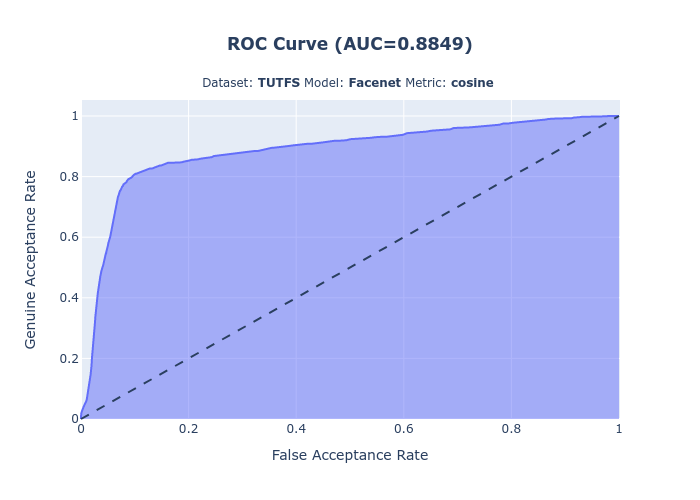 ROC Curve (AUC=0.8849)
Dataset: TUTFS Model: Facenet Metric: cosine
Genuine Acceptance Rate
1
0.8
0.6
0.4
0.2
0
0 0.2 0.4 0.6 0.8 1
False Acceptance Rate